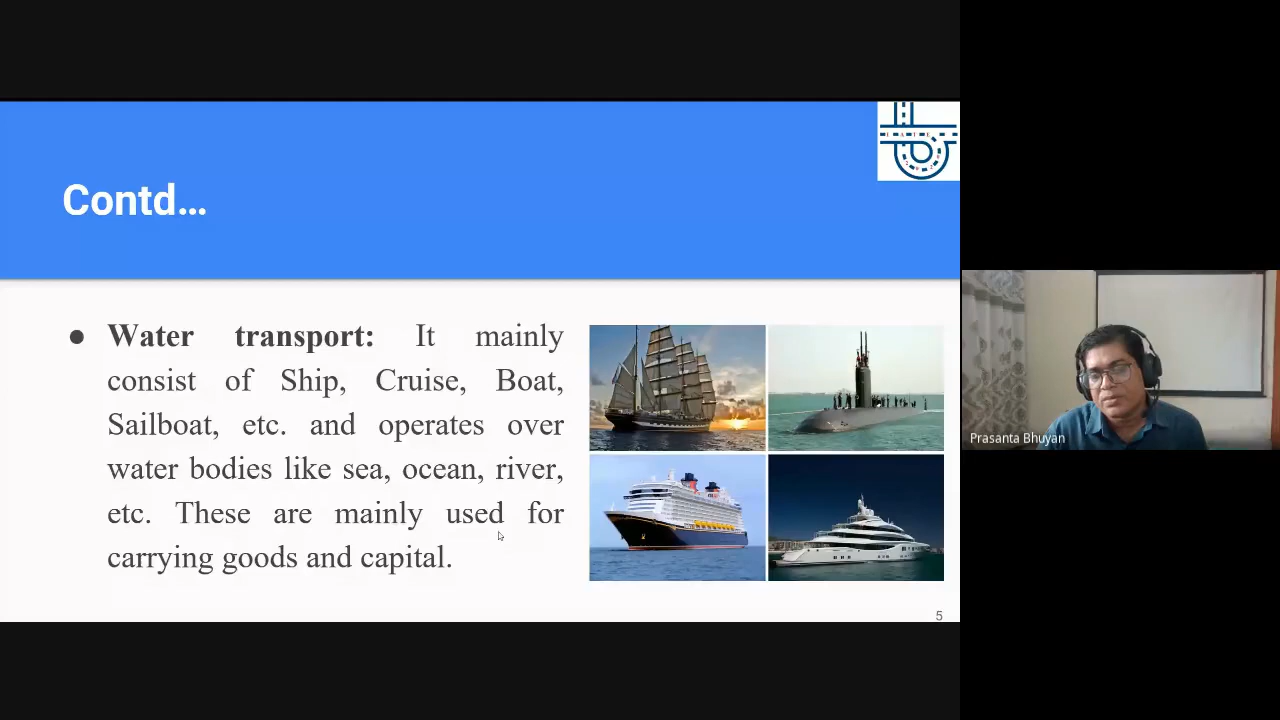 Contd...
● Water transport: It mainly
consist of Ship, Cruise, Boat,
Sailboat, etc. and operates over
water bodies like sea, ocean, river,
etc. These are mainly used for
carrying goods and capital.
5
Prasanta Bhuyan